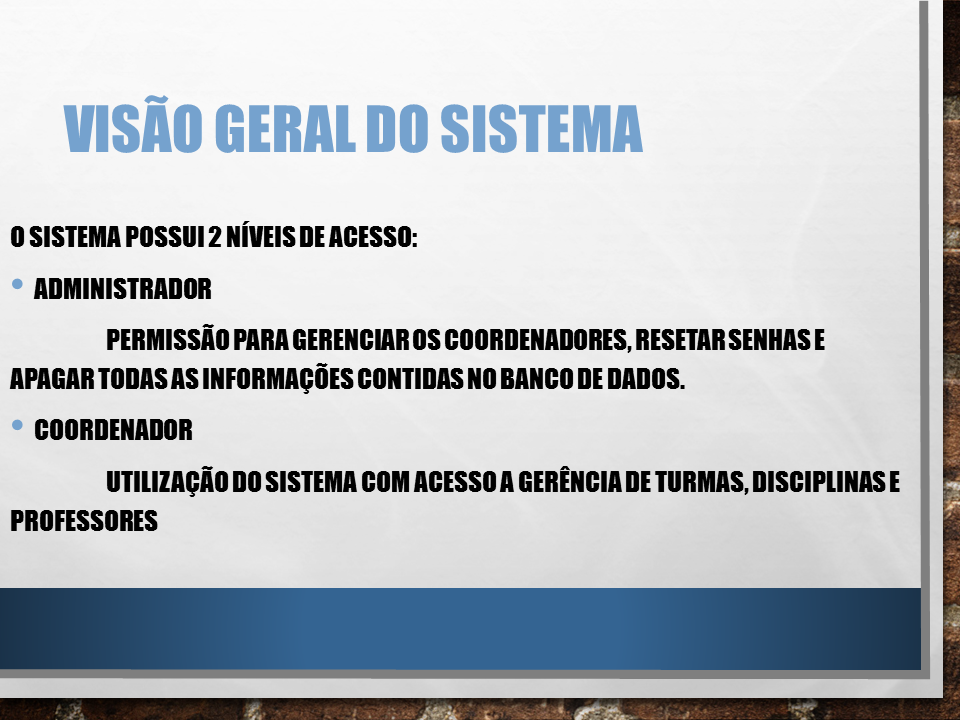 VISÃO GERAL DO SISTEMA
O SISTEMA POSSUI 2 NÍVEIS DE ACESSO:
• ADMINISTRADOR
PERMISSÃO PARA GERENCIAR OS COORDENADORES, RESETAR SENHAS E
APAGAR TODAS AS INFORMAÇÕES CONTIDAS NO BANCO DE DADOS.
• COORDENADOR
UTILIZAÇÃO DO SISTEMA COM ACESSO A GERÊNCIA DE TURMAS, DISCIPLINAS E
PROFESSORES